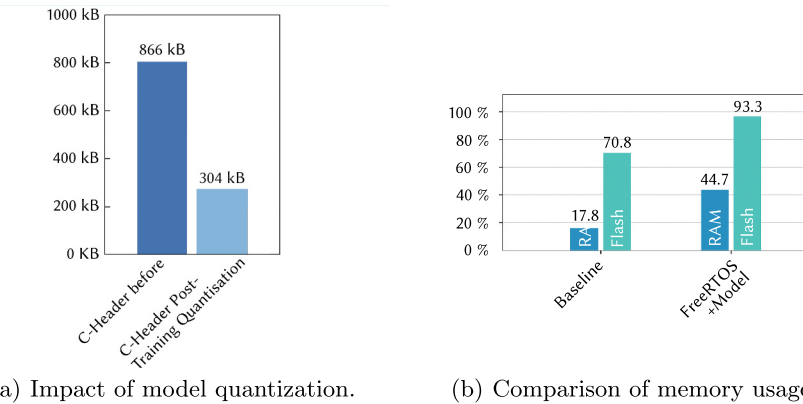 1000 kB
866 kB
800 kB
600 kB
400 kB
304 kB
200 kB
0 KB
C-Header before
C-Header Post-
Training Quantisation
a) Impact of model quantization.
100 %
93.3
80 %
70.8
60 %
44.7
40 %
20 %
17.8
0 %
RA
Flash
RAM
Flash
Baseline
FreeRTOS
+Model
(b) Comparison of memory usage